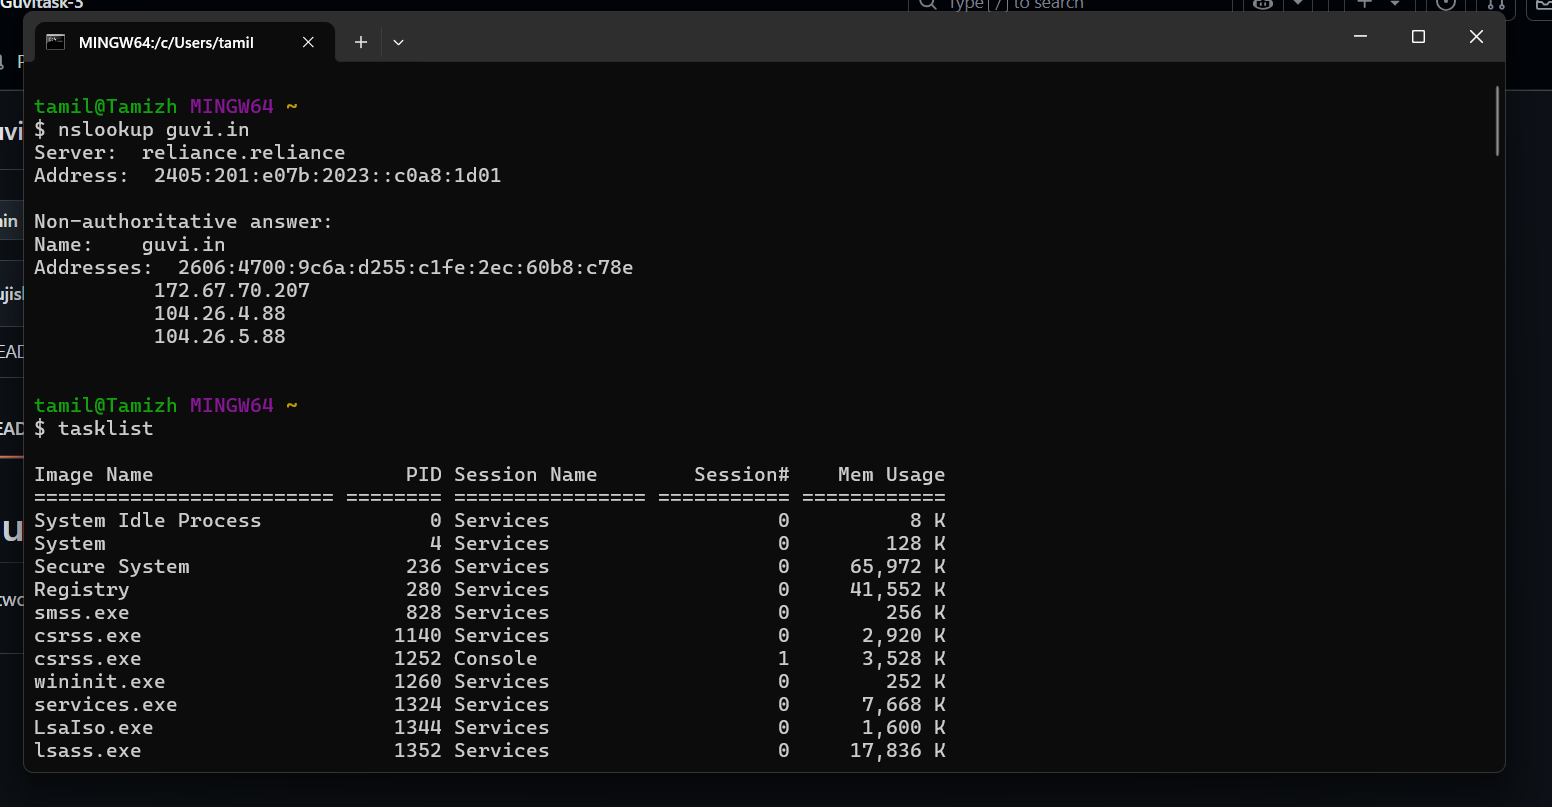 Guvitask-3
Type / to search
MINGW64:/c/Users/tamil
tamil@Tamizh MINGW64 ~
$ nslookup guvi.in
Server:  reliance.reliance
Address:  2405:201:e07b:2023::c0a8:1d01
Non-authoritative answer:
Name:    guvi.in
Addresses:  2606:4700:9c6a:d255:c1fe:2ec:60b8:c78e
172.67.70.207
104.26.4.88
104.26.5.88
tamil@Tamizh MINGW64 ~
$ tasklist
Image Name                     PID Session Name        Session#    Mem Usage
========================= ======== ================ =========== ============
System Idle Process              0 Services                   0          8 K
System                           4 Services                   0        128 K
Secure System                  236 Services                   0     65,972 K
Registry                       280 Services                   0     41,552 K
smss.exe                       828 Services                   0        256 K
csrss.exe                     1140 Services                   0      2,920 K
csrss.exe                     1252 Console                    1      3,528 K
wininit.exe                   1260 Services                   0        252 K
services.exe                  1324 Services                   0      7,668 K
LsaIso.exe                    1344 Services                   0      1,600 K
lsass.exe                     1352 Services                   0     17,836 K